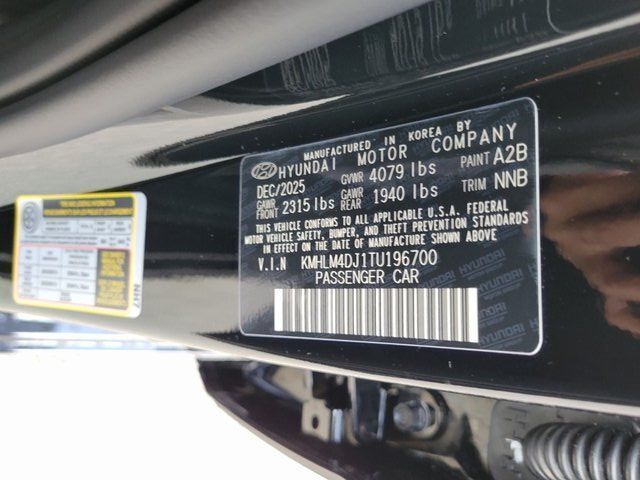 MANUFACTURED IN KOREA BY
HYUNDAI MOTOR COMPANY
DEC/2025 GVWR 4079 lbs PAINT A2B
GAWR FRONT 2315 lbs GAWR REAR 1940 lbs TRIM NNB
THIS VEHICLE CONFORMS TO ALL APPLICABLE U.S.A. FEDERAL
MOTOR VEHICLE SAFETY, BUMPER, AND THEFT PREVENTION STANDARDS
IN EFFECT ON THE DATE OF MANUFACTURE SHOWN ABOVE.
V.I.N KMHLM4DJ1TU196700
PASSENGER CAR
NH7